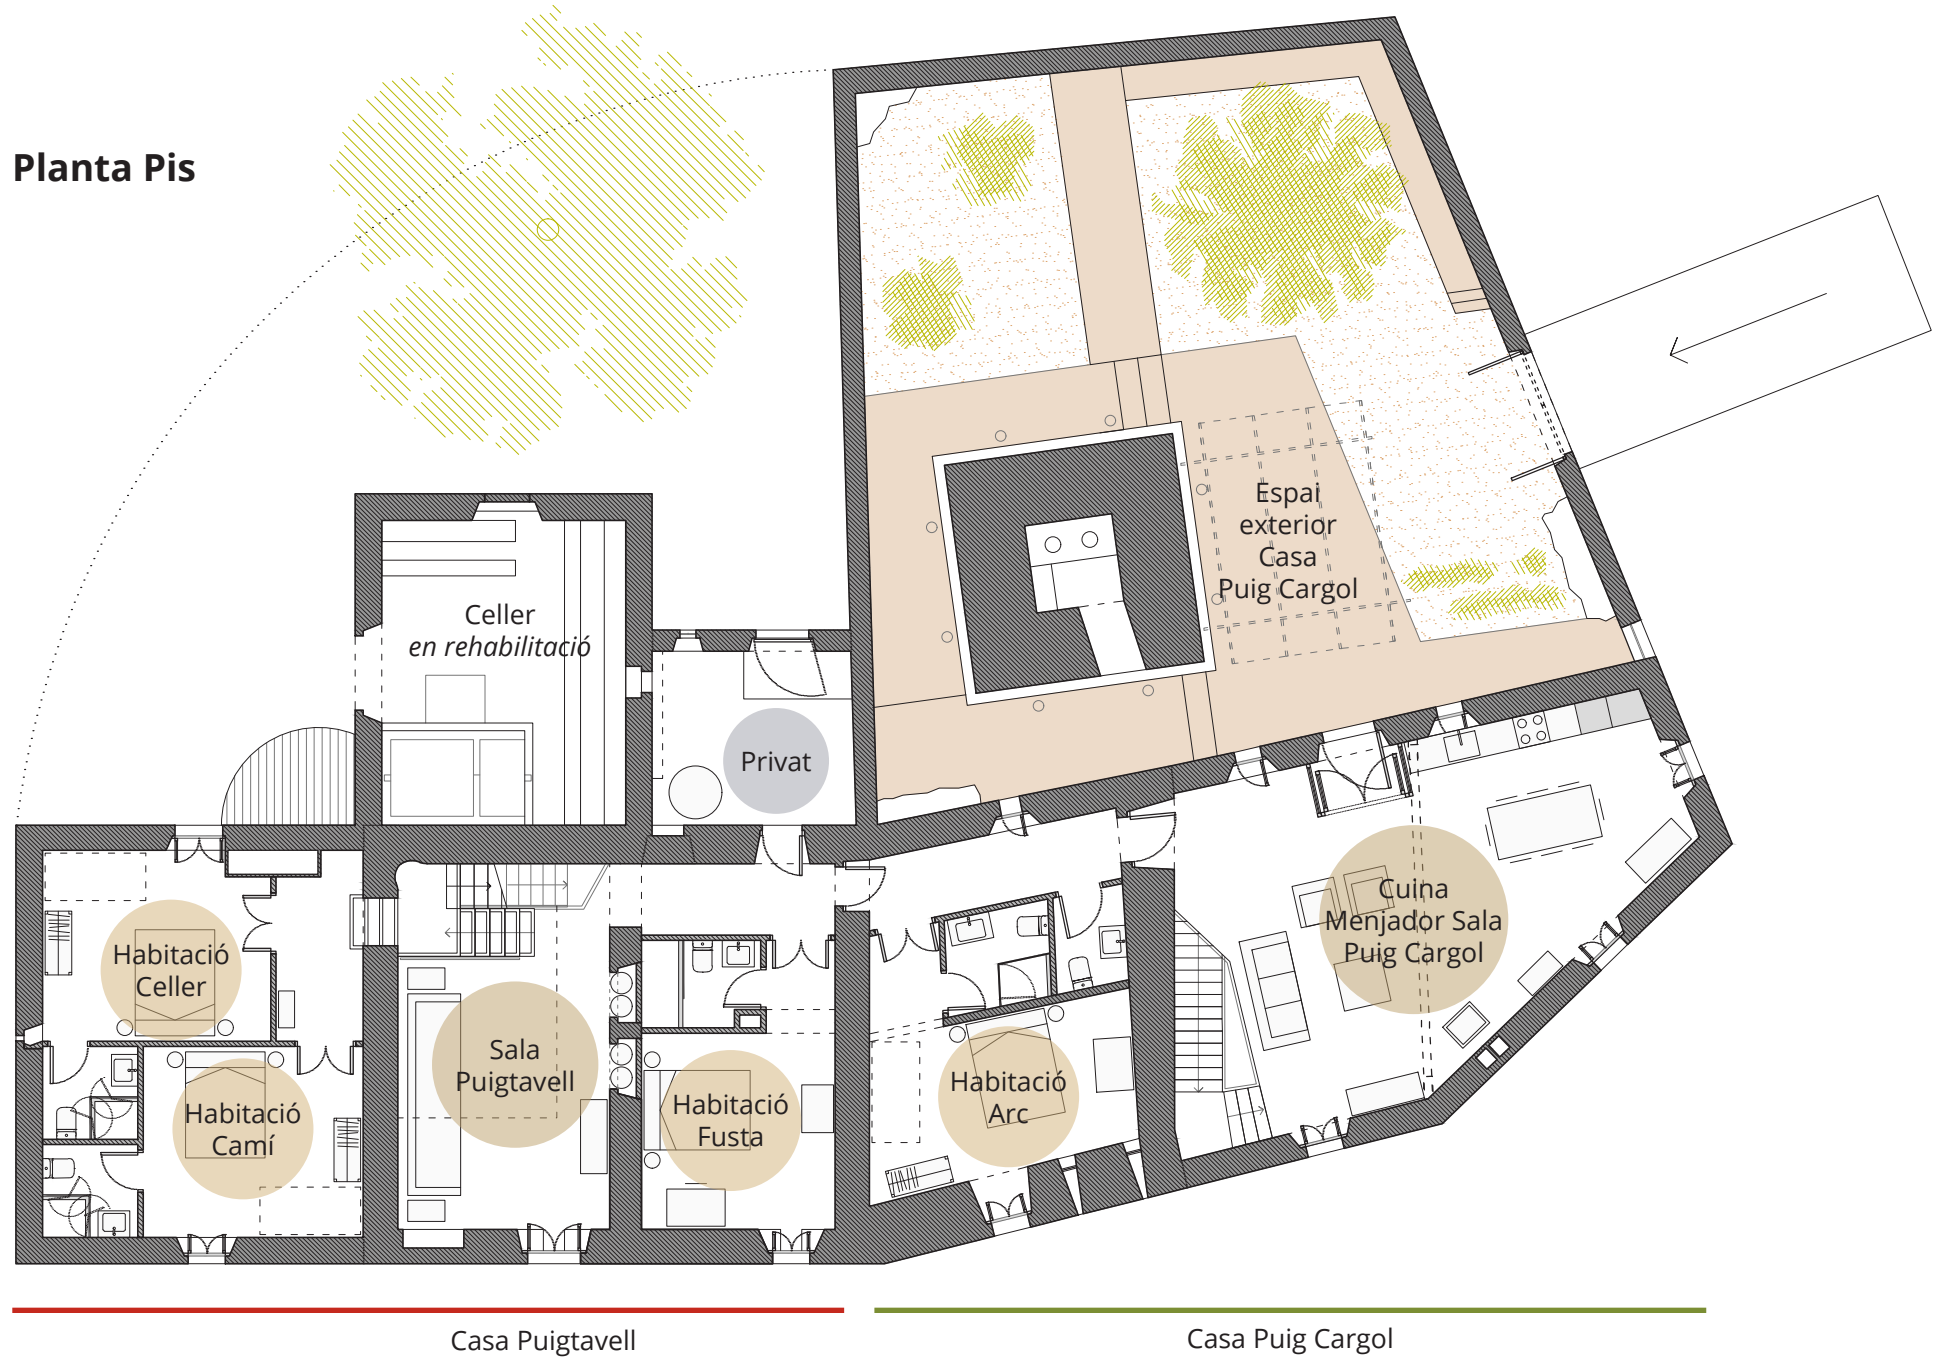 Planta Pis
Espai
exterior
Casa
Puig Cargol
Celler
en rehabilitació
Privat
Cuina
Menjador Sala
Puig Cargol
Habitació
Celler
Sala
Puigtavell
Habitació
Arc
Habitació
Fusta
Habitació
Camí
Casa Puigtavell
Casa Puig Cargol